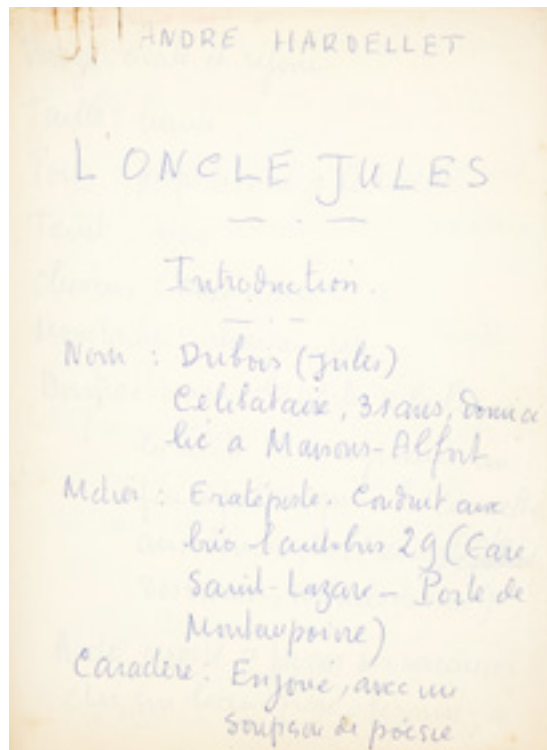 ANDRE HARDELLET
L'ONCLE JULES
Introduction.
Nom : Dubois (Jules)
Célibataire, 31 ans, domici
lié à Maisons-Alfort
Métier : Eratépiste. Conduit avec
brio l'autobus 29 (Gare
Saint-Lazare – Porte de
Montempoivre)
Caractère : Enjoué, avec un
soupçon de poésie